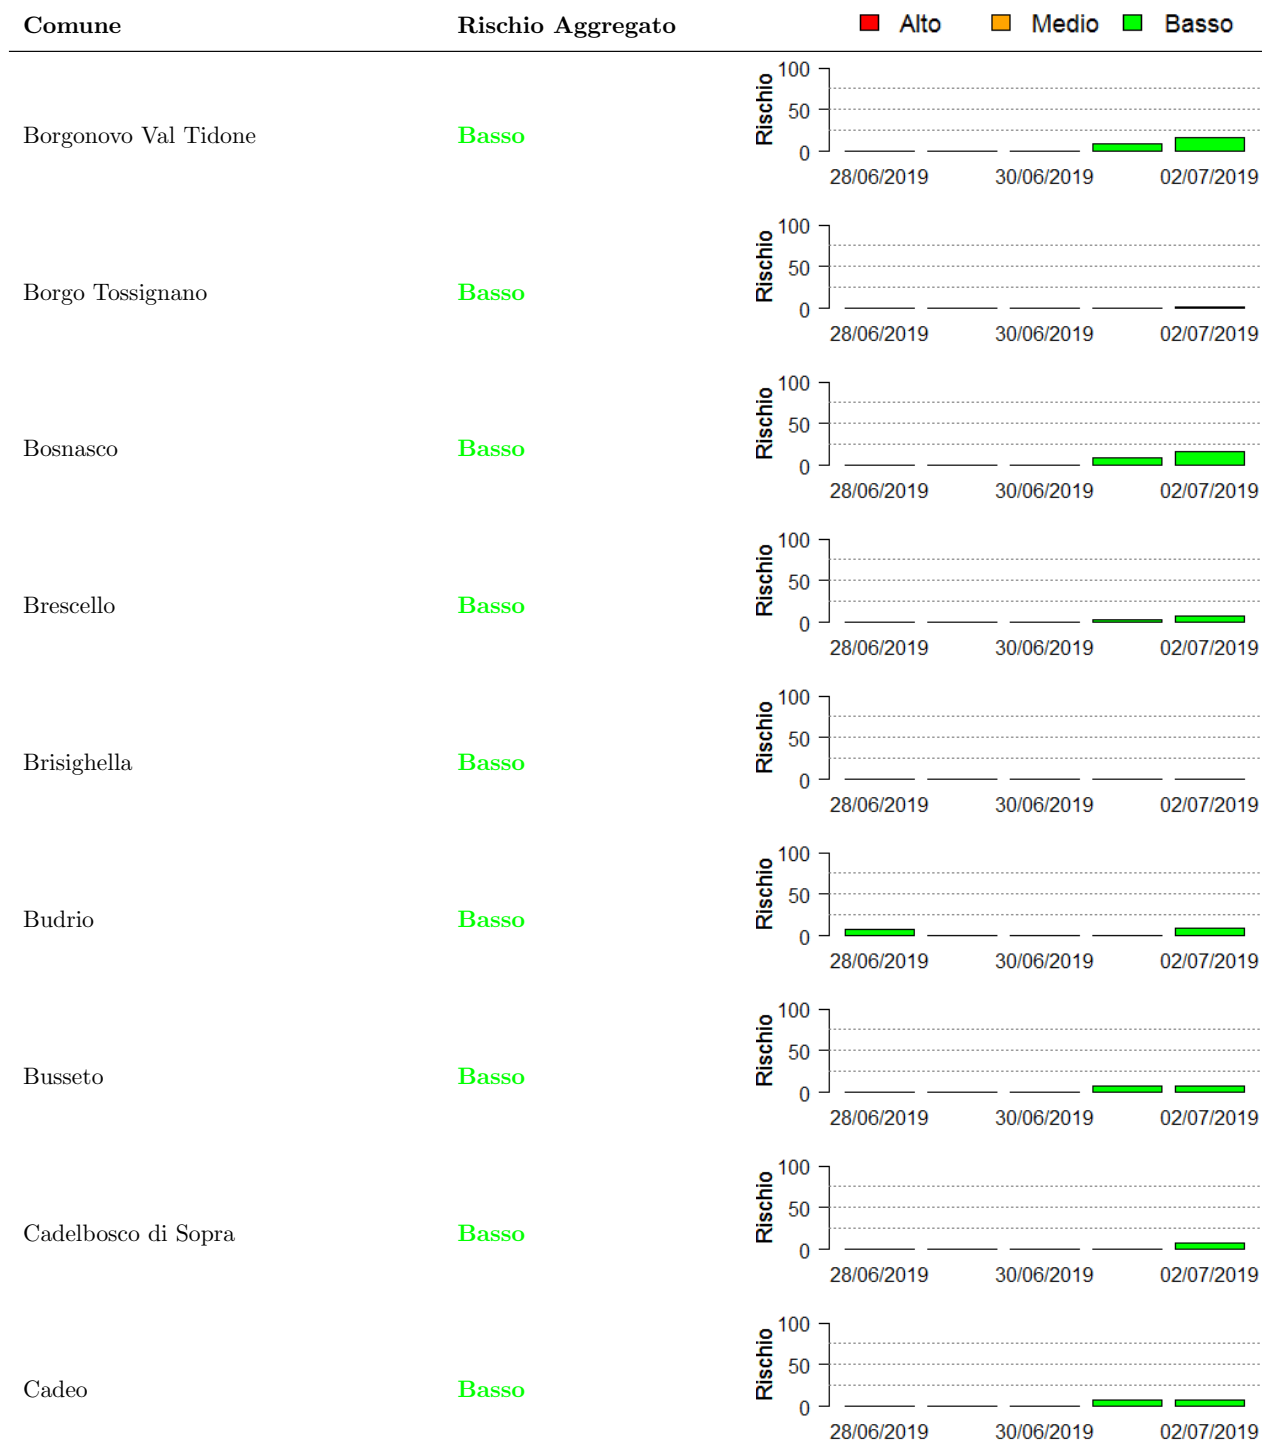 Comune Rischio Aggregato Alto Medio Basso
Borgonovo Val Tidone Basso
Rischio
100
50
0
28/06/2019 30/06/2019 02/07/2019
Borgo Tossignano Basso
Rischio
100
50
0
28/06/2019 30/06/2019 02/07/2019
Bosnasco Basso
Rischio
100
50
0
28/06/2019 30/06/2019 02/07/2019
Brescello Basso
Rischio
100
50
0
28/06/2019 30/06/2019 02/07/2019
Brisighella Basso
Rischio
100
50
0
28/06/2019 30/06/2019 02/07/2019
Budrio Basso
Rischio
100
50
0
28/06/2019 30/06/2019 02/07/2019
Busseto Basso
Rischio
100
50
0
28/06/2019 30/06/2019 02/07/2019
Cadelbosco di Sopra Basso
Rischio
100
50
0
28/06/2019 30/06/2019 02/07/2019
Cadeo Basso
Rischio
100
50
0
28/06/2019 30/06/2019 02/07/2019